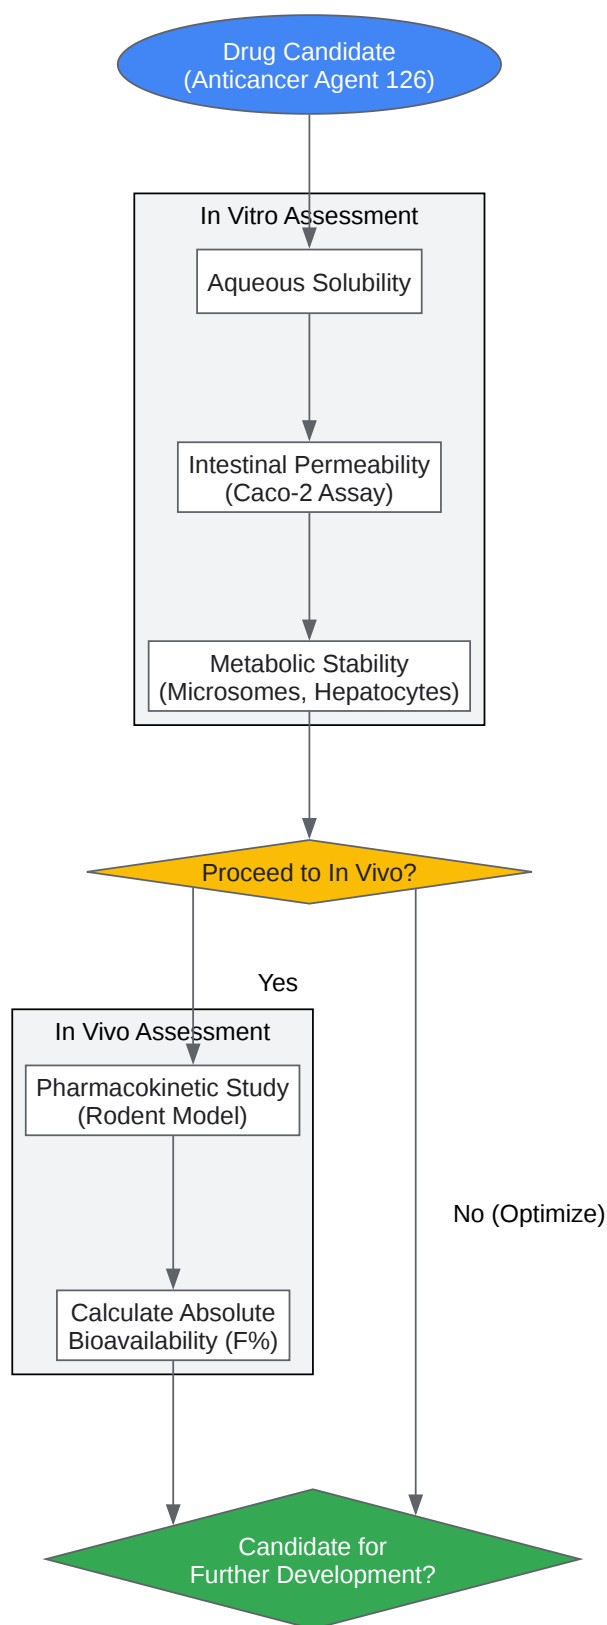 Drug Candidate
(Anticancer Agent 126)
In Vitro Assessment
Aqueous Solubility
Intestinal Permeability
(Caco-2 Assay)
Metabolic Stability
(Microsomes, Hepatocytes)
Proceed to In Vivo?
Yes
In Vivo Assessment
Pharmacokinetic Study
(Rodent Model)
No (Optimize)
Calculate Absolute
Bioavailability (F%)
Candidate for
Further Development?